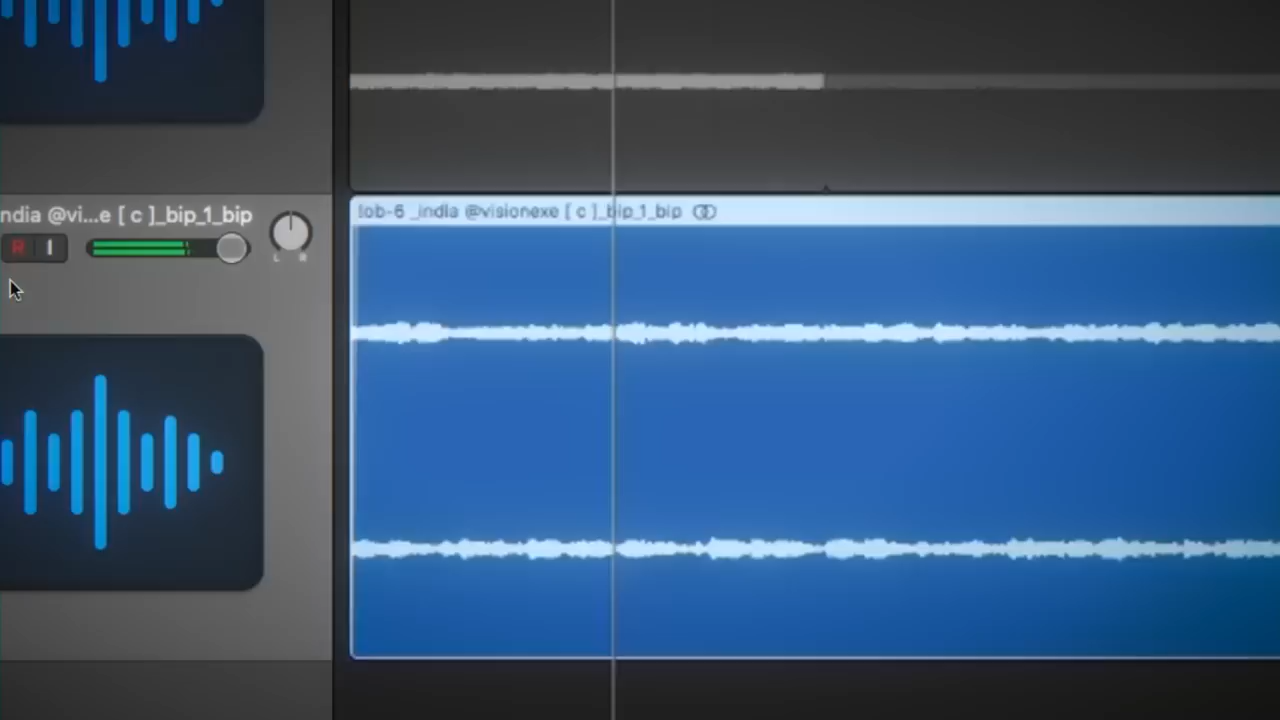 ndia @vi...e [ c ]_bip_1_bip
R I
L R
lob-6 _india @visionexe [ c ]_bip_1_bip